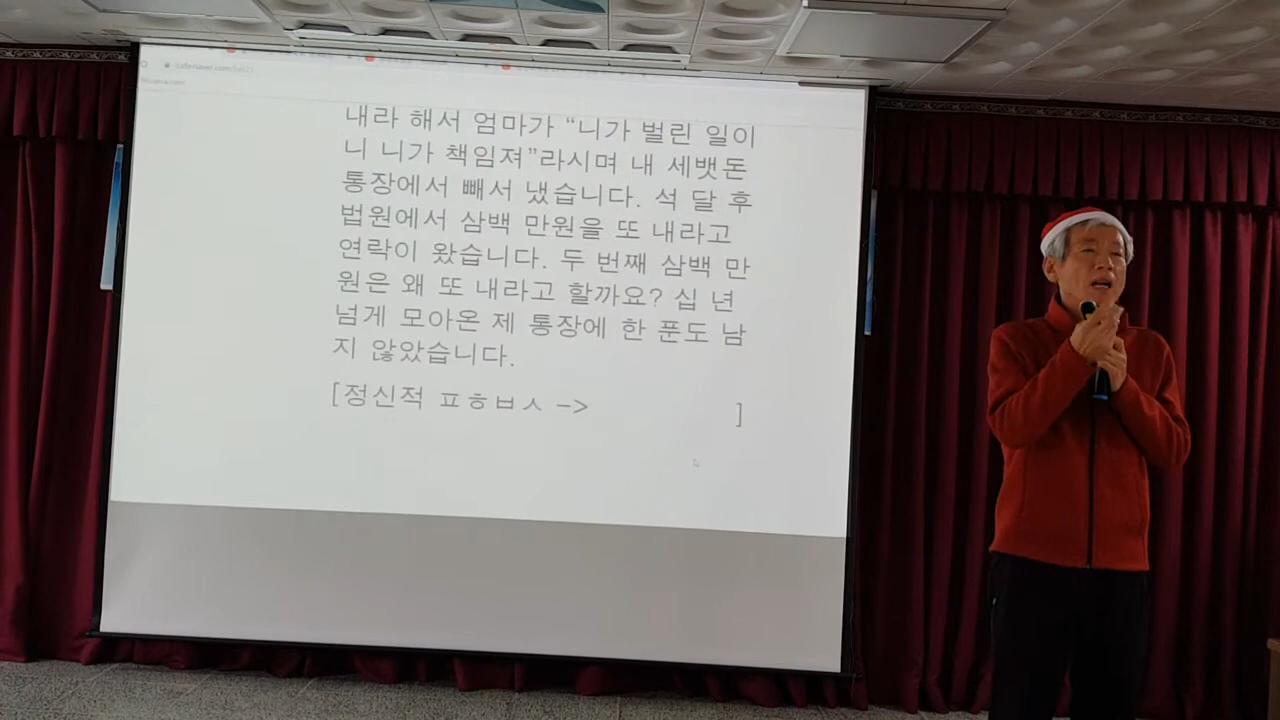 내라 해서 엄마가 “니가 벌린 일이
니 니가 책임져”라시며 내 세뱃돈
통장에서 빼서 냈습니다. 석 달 후
법원에서 삼백 만원을 또 내라고
연락이 왔습니다. 두 번째 삼백 만
원은 왜 또 내라고 할까요? 십 년
넘게 모아온 제 통장에 한 푼도 남
지 않았습니다.
[정신적 ㅍㅎㅂㅅ -> ]